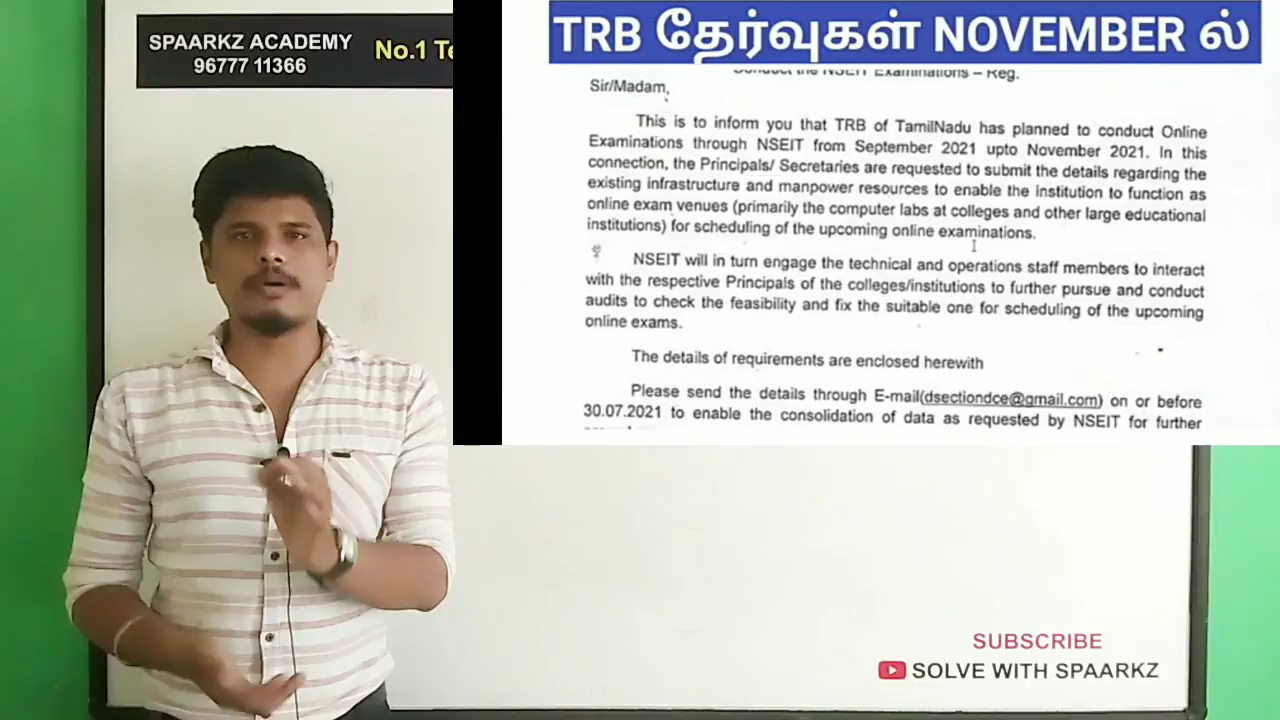 SPAARKZ ACADEMY
96777 11366
No.1 Te
TRB தேர்வுகள் NOVEMBER ல்
Conduct the NSEIT Examinations – Reg.
Sir/Madam,
This is to inform you that TRB of TamilNadu has planned to conduct Online
Examinations through NSEIT from September 2021 upto November 2021. In this
connection, the Principals/ Secretaries are requested to submit the details regarding the
existing infrastructure and manpower resources to enable the Institution to function as
online exam venues (primarily the computer labs at colleges and other large educational
institutions) for scheduling of the upcoming online examinations.
NSEIT will in turn engage the technical and operations staff members to interact
with the respective Principals of the colleges/institutions to further pursue and conduct
audits to check the feasibility and fix the suitable one for scheduling of the upcoming
online exams.
The details of requirements are enclosed herewith
Please send the details through E-mail(dsectiondce@gmail.com) on or before
30.07.2021 to enable the consolidation of data as requested by NSEIT for further
SUBSCRIBE
SOLVE WITH SPAARKZ